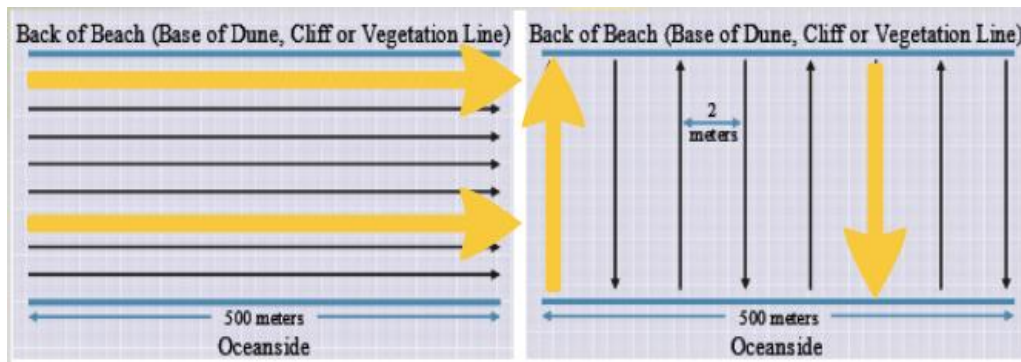 Back of Beach (Base of Dune, Cliff or Vegetation Line)
500 meters
Oceanside
Back of Beach (Base of Dune, Cliff or Vegetation Line)
2
meters
500 meters
Oceanside